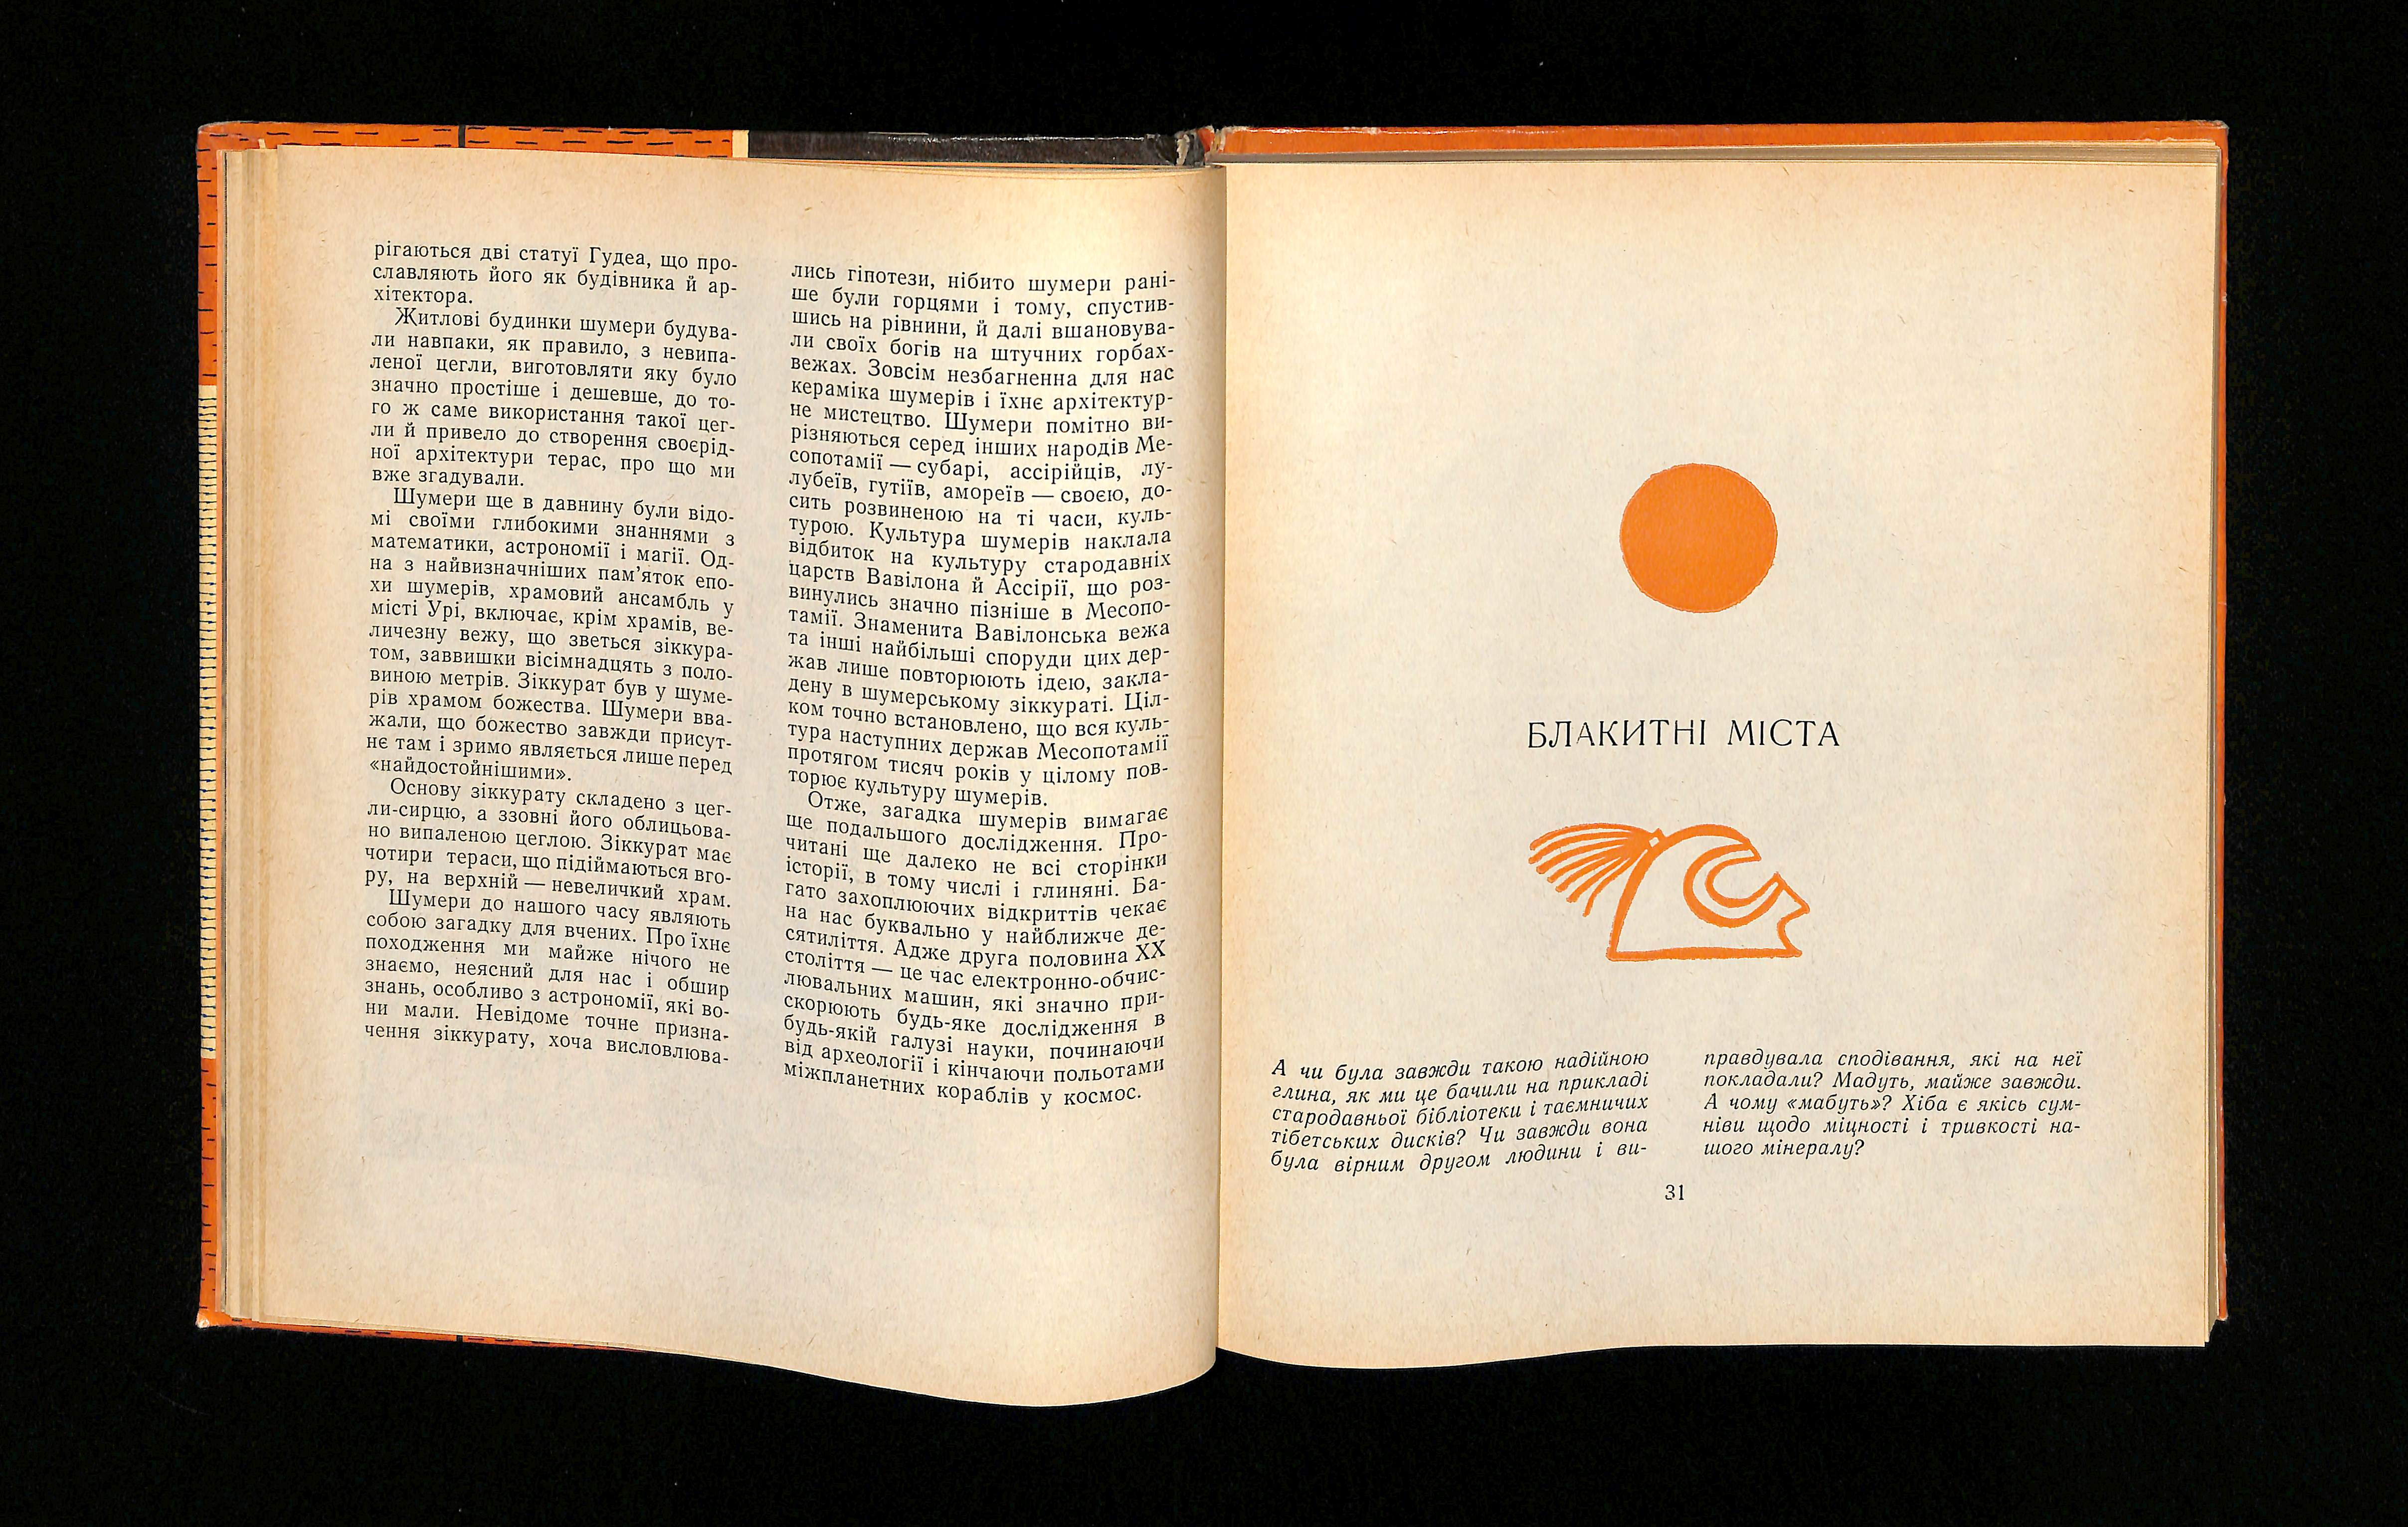 рігаються дві статуї Гудеа, що про-
славляють його як будівника й ар-
хітектора.
Житлові будинки шумери будува-
ли навпаки, як правило, з невипа-
леної цегли, виготовляти яку було
значно простіше і дешевше, до то-
го ж саме використання такої цег-
ли й привело до створення своєрід-
ної архітектури терас, про що ми
вже згадували.
Шумери ще в давнину були відо-
мі своїми глибокими знаннями з
математики, астрономії і магії. Од-
на з найвизначніших пам’яток епо-
хи шумерів, храмовий ансамбль у
місті Урі, включає, крім храмів, ве-
личезну вежу, що зветься зіккура-
том, заввишки вісімнадцять з поло-
виною метрів. Зіккурат був у шуме-
рів храмом божества. Шумери вва-
жали, що божество завжди присут-
нє там і зримо являється лише перед
«найдостойнішими».
Основу зіккурату складено з цег-
ли-сирцю, а ззовні його облицьова-
но випаленою цеглою. Зіккурат має
чотири тераси, що підіймаються вго-
ру, на верхній — невеличкий храм.
Шумери до нашого часу являють
собою загадку для вчених. Про їхнє
походження ми майже нічого не
знаємо, неясний для нас і обшир
знань, особливо з астрономії, які во-
ни мали. Невідоме точне призна-
чення зіккурату, хоча висловлюва-
лись гіпотези, нібито шумери рані-
ше були горцями і тому, спустив-
шись на рівнини, й далі вшановува-
ли своїх богів на штучних горбах-
вежах. Зовсім незбагненна для нас
кераміка шумерів і їхнє архітектур-
не мистецтво. Шумери помітно ви-
різняються серед інших народів Ме-
сопотамії — субарі, ассірійців, лу-
лубеїв, гутіїв, амореїв — своєю, до-
сить розвиненою на ті часи, куль-
турою. Культура шумерів наклала
відбиток на культуру стародавніх
царств Вавілона й Ассірії, що роз-
винулись значно пізніше в Месопо-
тамії. Знаменита Вавілонська вежа
та інші найбільші споруди цих дер-
жав лише повторюють ідею, закла-
дену в шумерському зіккураті. Ціл-
ком точно встановлено, що вся куль-
тура наступних держав Месопотамії
протягом тисяч років у цілому пов-
торює культуру шумерів.
Отже, загадка шумерів вимагає
ще подальшого дослідження. Про-
читані ще далеко не всі сторінки
історії, в тому числі і глиняні. Ба-
гато захоплюючих відкриттів чекає
на нас буквально у найближче де-
сятиліття. Адже друга половина XX
століття — це час електронно-обчис-
лювальних машин, які значно при-
скорюють будь-яке дослідження в
будь-якій галузі науки, починаючи
від археології і кінчаючи польотами
міжпланетних кораблів у космос.
БЛАКИТНІ МІСТА
А чи була завжди такою надійною
глина, як ми це бачили на прикладі
стародавньої бібліотеки і таємничих
тібетських дисків? Чи завжди вона
була вірним другом людини і ви-
правдувала сподівання, які на неї
покладали? Мадуть, майже завжди.
А чому «мабуть»? Хіба є якісь сум-
ніви щодо міцності і тривкості на-
шого мінералу?
31